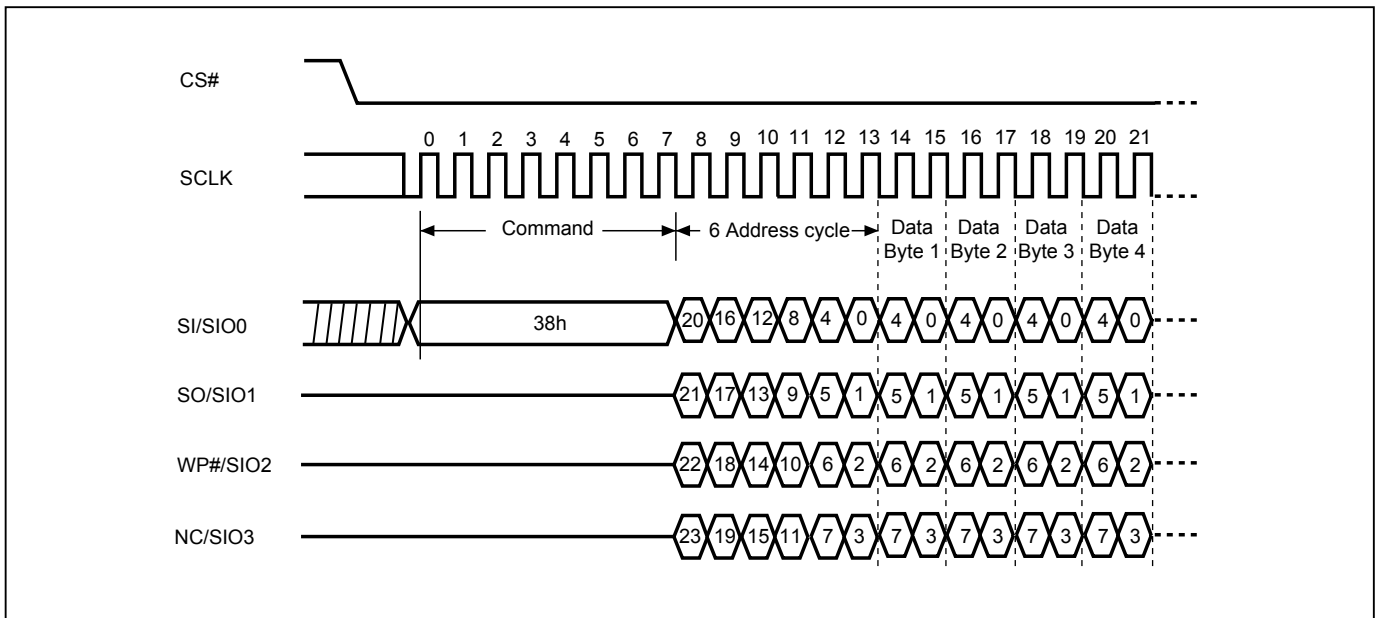 CS#
0 1 2 3 4 5 6 7 8 9 10 11 12 13 14 15 16 17 18 19 20 21
SCLK
Command 6 Address cycle Data Byte 1 Data Byte 2 Data Byte 3 Data Byte 4
SI/SIO0 38h 20 16 12 8 4 0 4 0 4 0 4 0 4 0
SO/SIO1 21 17 13 9 5 1 5 1 5 1 5 1 5 1
WP#/SIO2 22 18 14 10 6 2 6 2 6 2 6 2 6 2
NC/SIO3 23 19 15 11 7 3 7 3 7 3 7 3 7 3